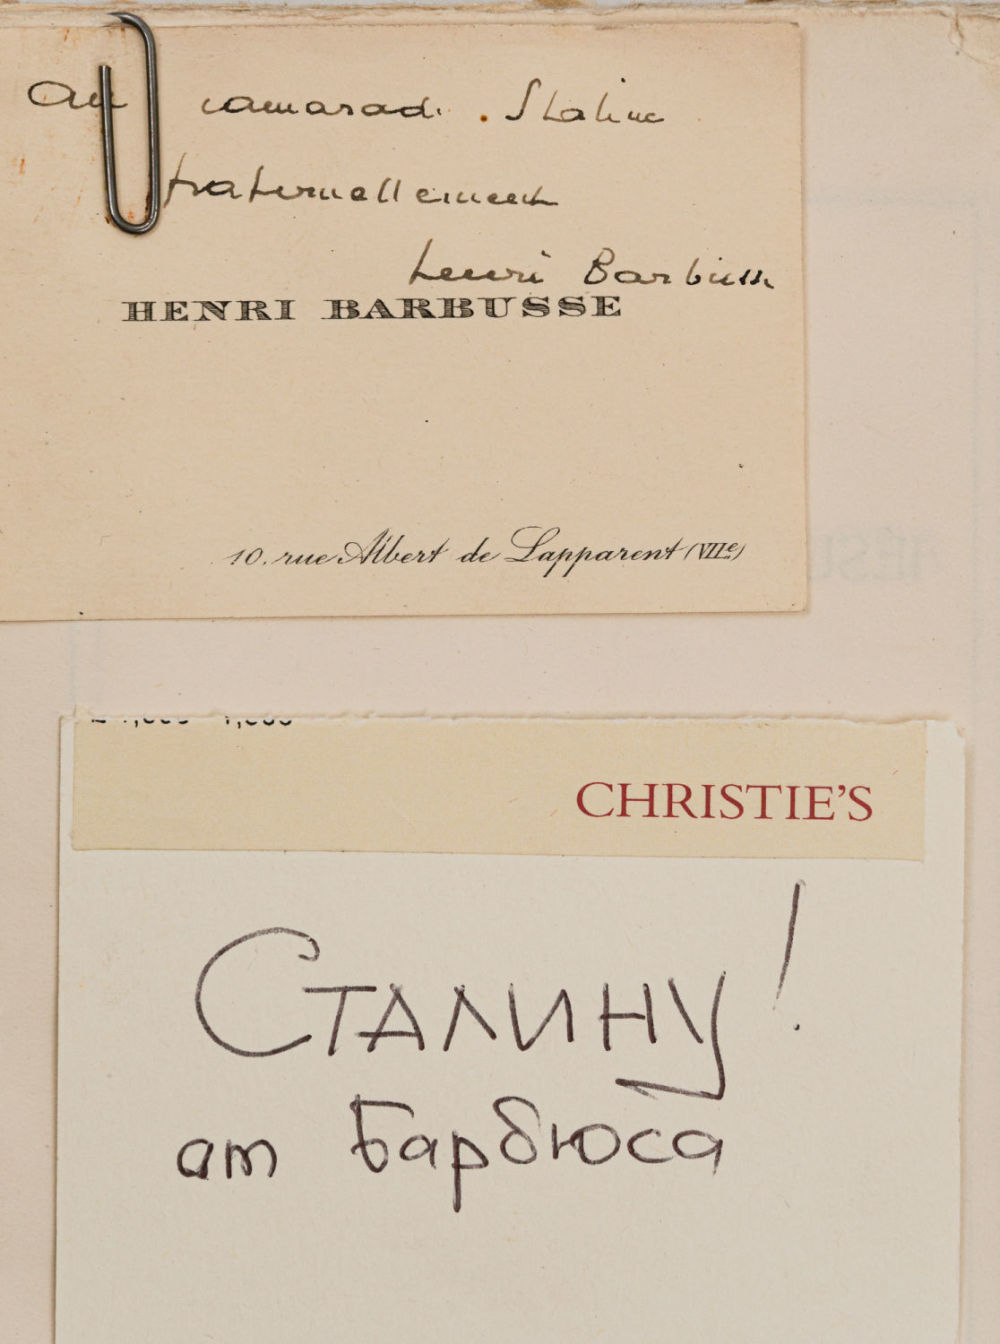 au camarade Staline
fraternellement
Henri Barbusse
HENRI BARBUSSE
10. rue Albert de Lapparent (VIIe)
CHRISTIE'S
Сталину!
от Барбюса